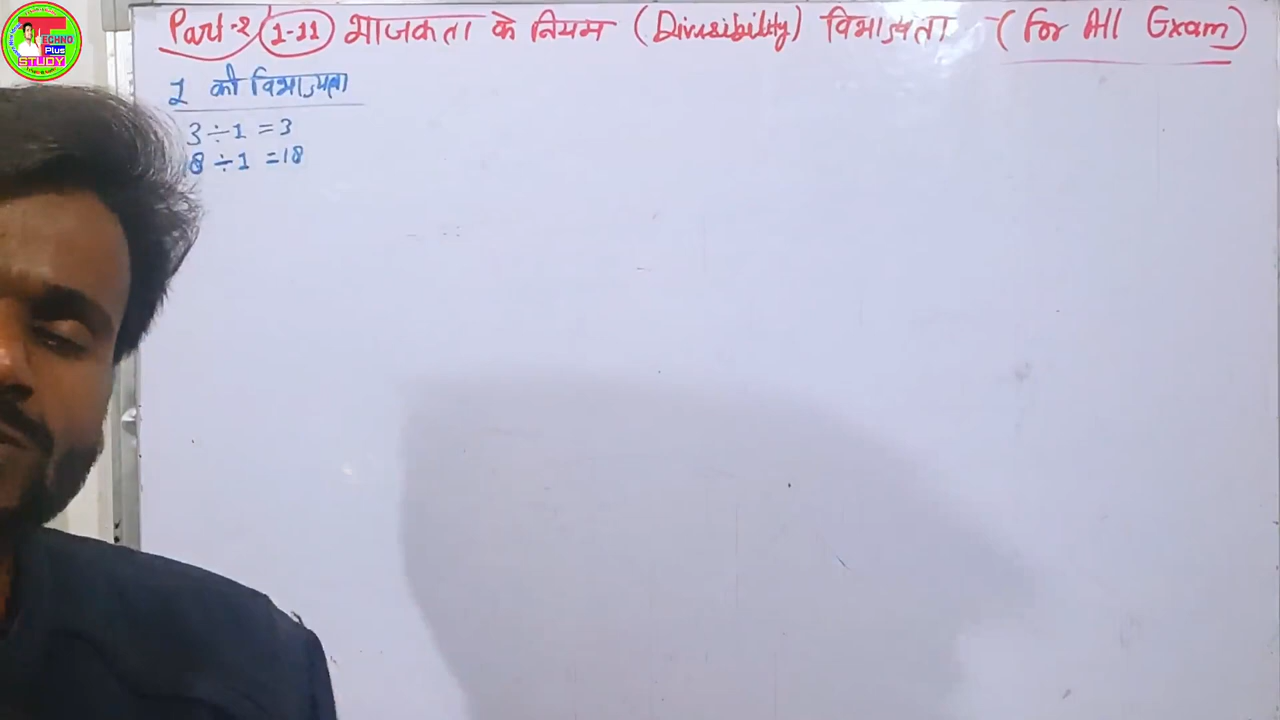 TECHNO
Plus
STUDY
Part-2 (1-11) भाजकता के नियम (Divisibility) विभाज्यता - (For All Exam)
1 की विभाज्यता
3 ÷ 1 = 3
18 ÷ 1 = 18